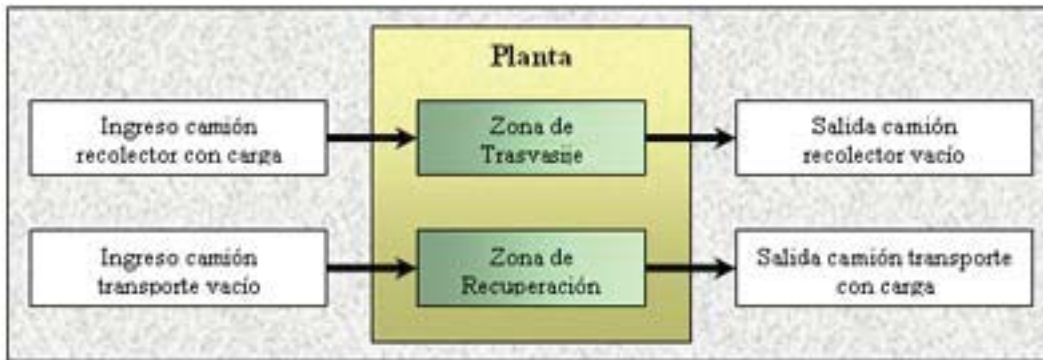 Planta
Ingreso camión
recolector con carga
Zona de
Trasvasije
Salida camión
recolector vacío
Ingreso camión
transporte vacío
Zona de
Recuperación
Salida camión transporte
con carga